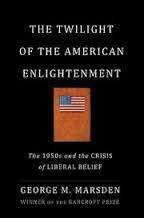 THE TWILIGHT
OF THE AMERICAN
ENLIGHTENMENT
The 1950s and the CRISIS
of LIBERAL BELIEF
GEORGE M. MARSDEN
WINNER OF THE BANCROFT PRIZE